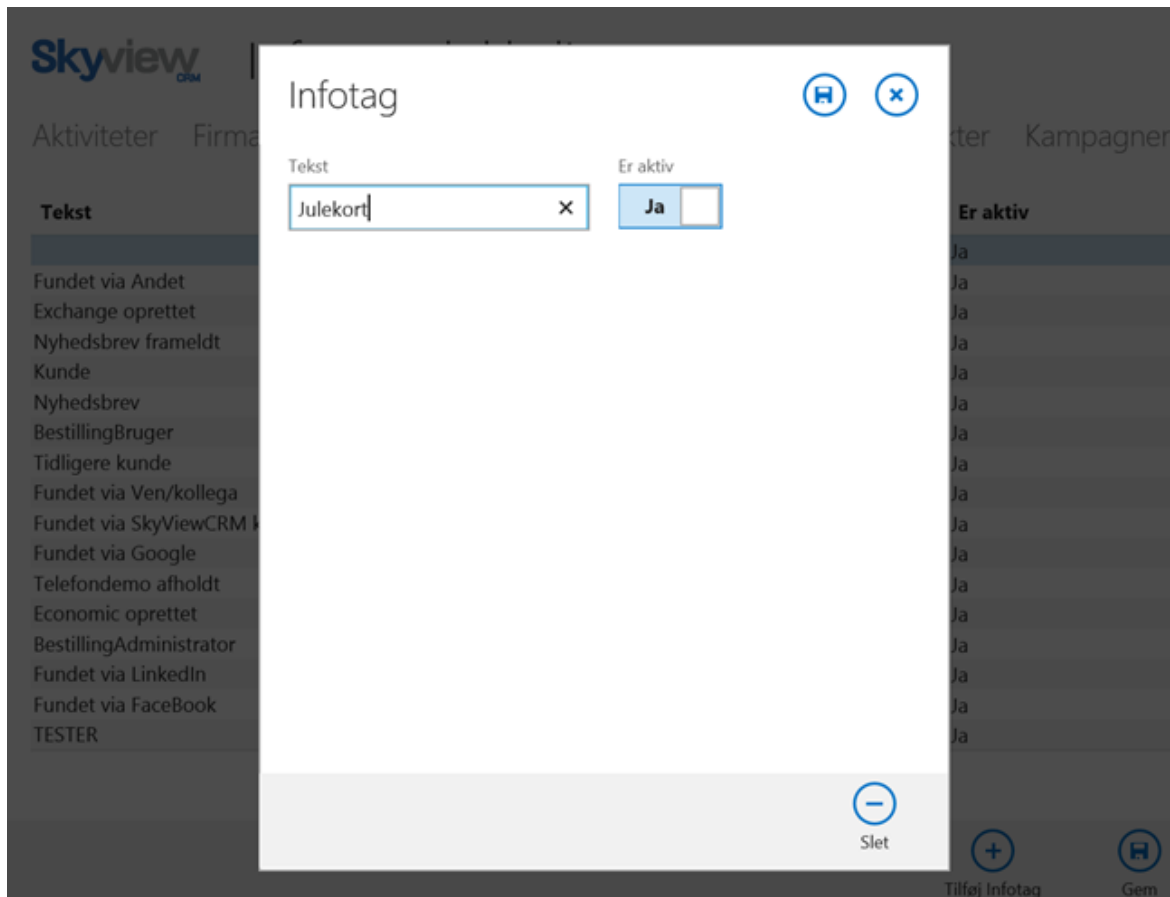 Skyview
CRM
Infotag
Aktiviteter Firma Kampagner
Tekst Er aktiv
Julekort Ja
Tekst Er aktiv
Ja
Fundet via Andet Ja
Exchange oprettet Ja
Nyhedsbrev frameldt Ja
Kunde Ja
Nyhedsbrev Ja
BestillingBruger Ja
Tidligere kunde Ja
Fundet via Ven/kollega Ja
Fundet via SkyViewCRM Ja
Fundet via Google Ja
Telefondemo afholdt Ja
Economic oprettet Ja
BestillingAdministrator Ja
Fundet via LinkedIn Ja
Fundet via FaceBook Ja
TESTER Ja
Slet
Tilføj Infotag Gem